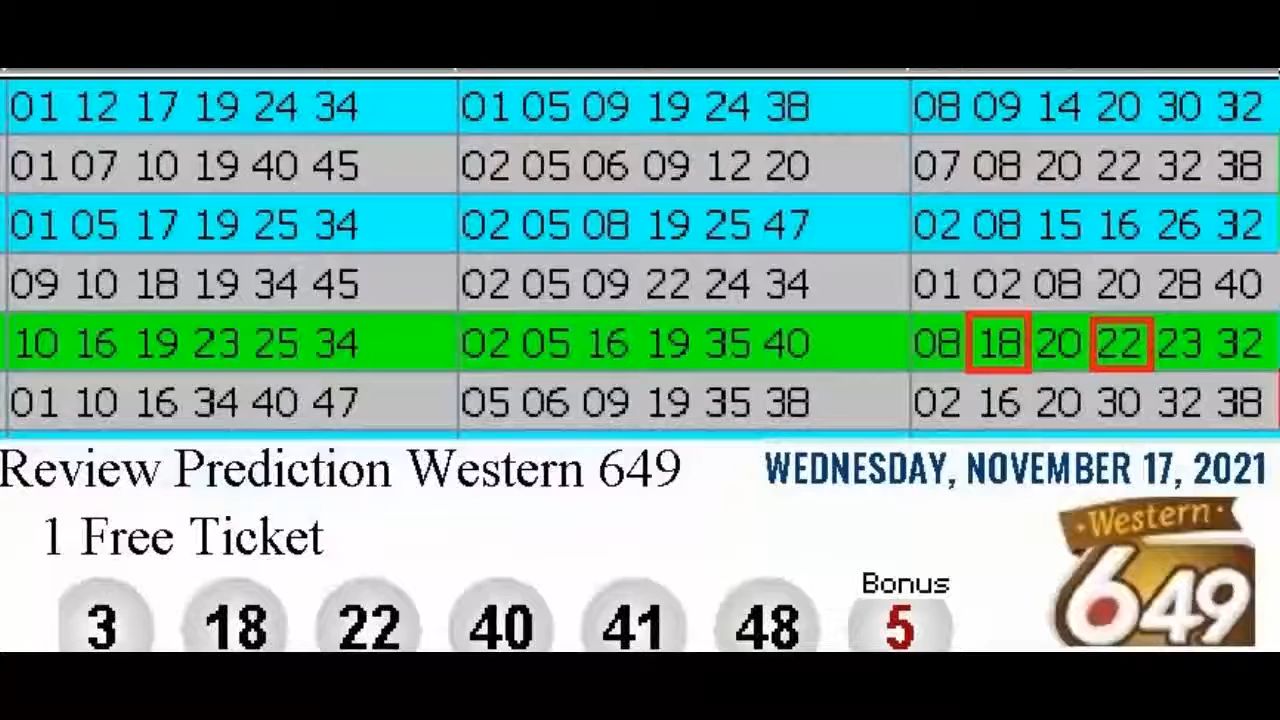 01 12 17 19 24 34 01 05 09 19 24 38 08 09 14 20 30 32
01 07 10 19 40 45 02 05 06 09 12 20 07 08 20 22 32 38
01 05 17 19 25 34 02 05 08 19 25 47 02 08 15 16 26 32
09 10 18 19 34 45 02 05 09 22 24 34 01 02 08 20 28 40
10 16 19 23 25 34 02 05 16 19 35 40 08 18 20 22 23 32
01 10 16 34 40 47 05 06 09 19 35 38 02 16 20 30 32 38
Review Prediction Western 649
WEDNESDAY, NOVEMBER 17, 2021
1 Free Ticket
·Western·
649
Bonus
3 18 22 40 41 48 5